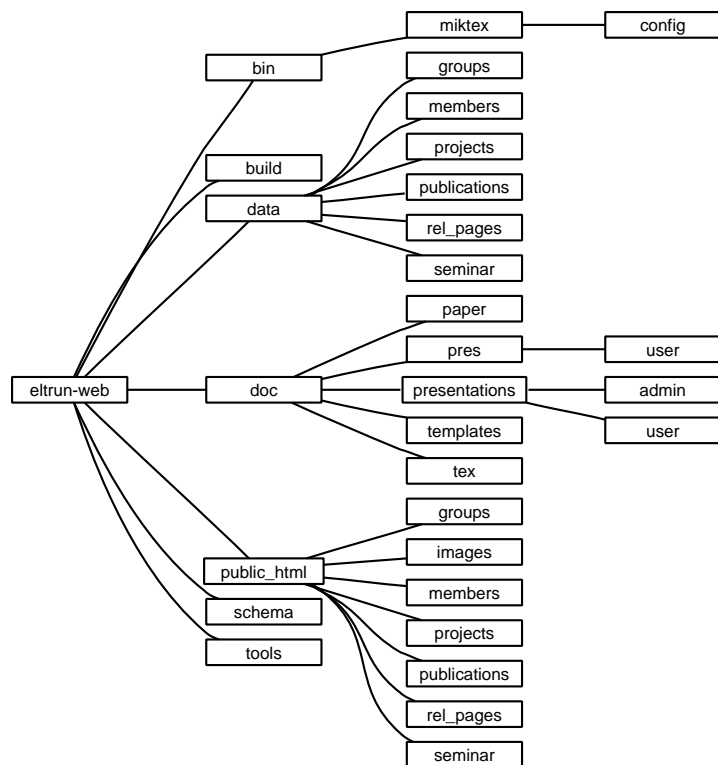 miktex
config
bin
groups
members
projects
build
publications
data
rel_pages
seminar
paper
pres
user
eltrun-web
doc
presentations
admin
templates
user
tex
groups
images
public_html
members
schema
projects
tools
publications
rel_pages
seminar